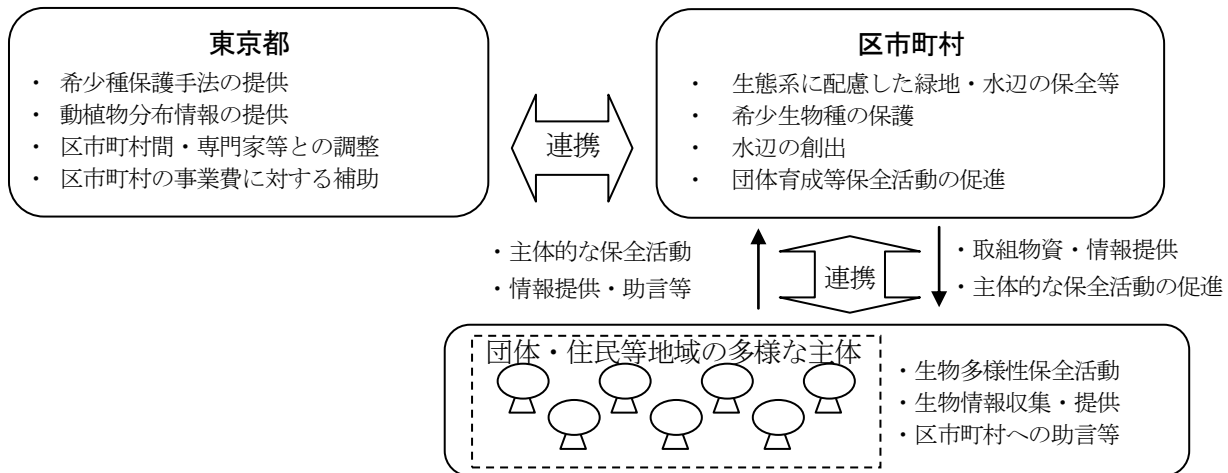 東京都
・ 希少種保護手法の提供
・ 動植物分布情報の提供
・ 区市町村間・専門家等との調整
・ 区市町村の事業費に対する補助
連携
区市町村
・ 生態系に配慮した緑地・水辺の保全等
・ 希少生物種の保護
・ 水辺の創出
・ 団体育成等保全活動の促進
・主体的な保全活動
・情報提供・助言等
連携
・取組物資・情報提供
・主体的な保全活動の促進
団体・住民等地域の多様な主体
・生物多様性保全活動
・生物情報収集・提供
・区市町村への助言等